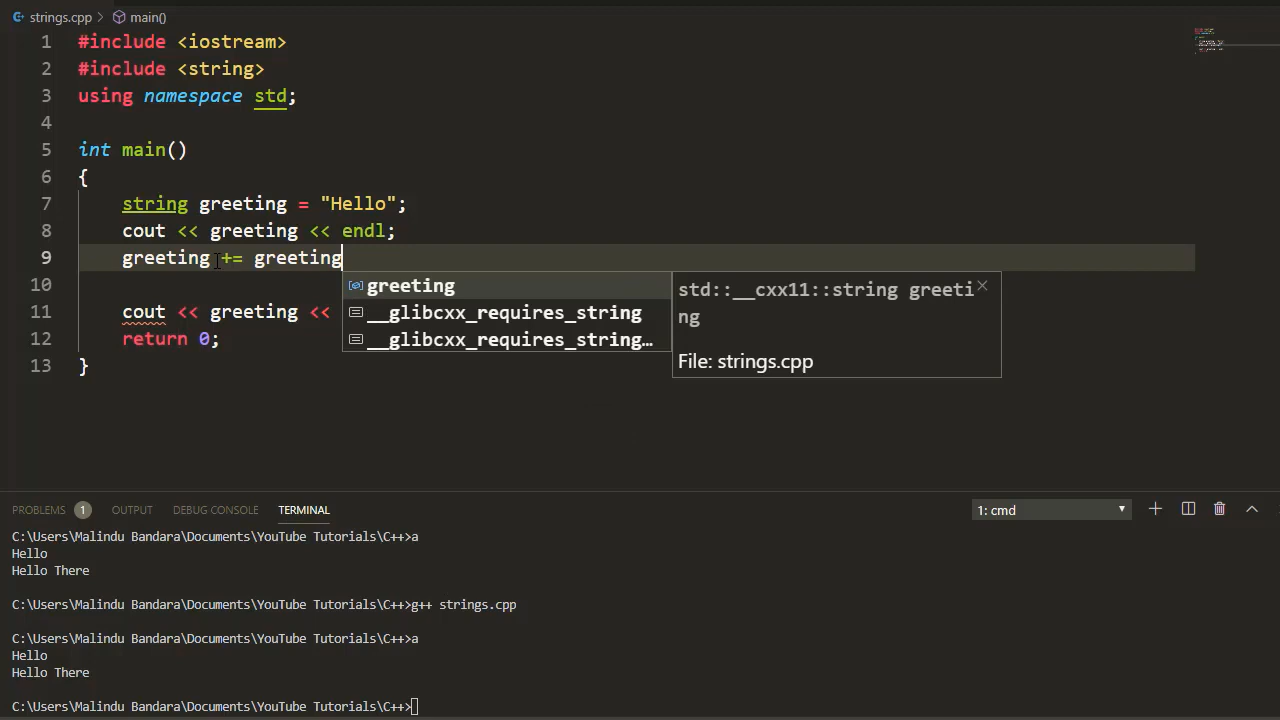 strings.cpp > main()
1 #include <iostream>
2 #include <string>
3 using namespace std;
4
5 int main()
6 {
7 string greeting = "Hello";
8 cout << greeting << endl;
9 greeting += greeting
10
11 cout << greeting <<
12 return 0;
13 }
greeting
__glibcxx_requires_string
__glibcxx_requires_string…
std::__cxx11::string greeti
ng
File: strings.cpp
PROBLEMS 1 OUTPUT DEBUG CONSOLE TERMINAL 1: cmd
C:\Users\Malindu Bandara\Documents\YouTube Tutorials\C++>a
Hello
Hello There
C:\Users\Malindu Bandara\Documents\YouTube Tutorials\C++>g++ strings.cpp
C:\Users\Malindu Bandara\Documents\YouTube Tutorials\C++>a
Hello
Hello There
C:\Users\Malindu Bandara\Documents\YouTube Tutorials\C++>